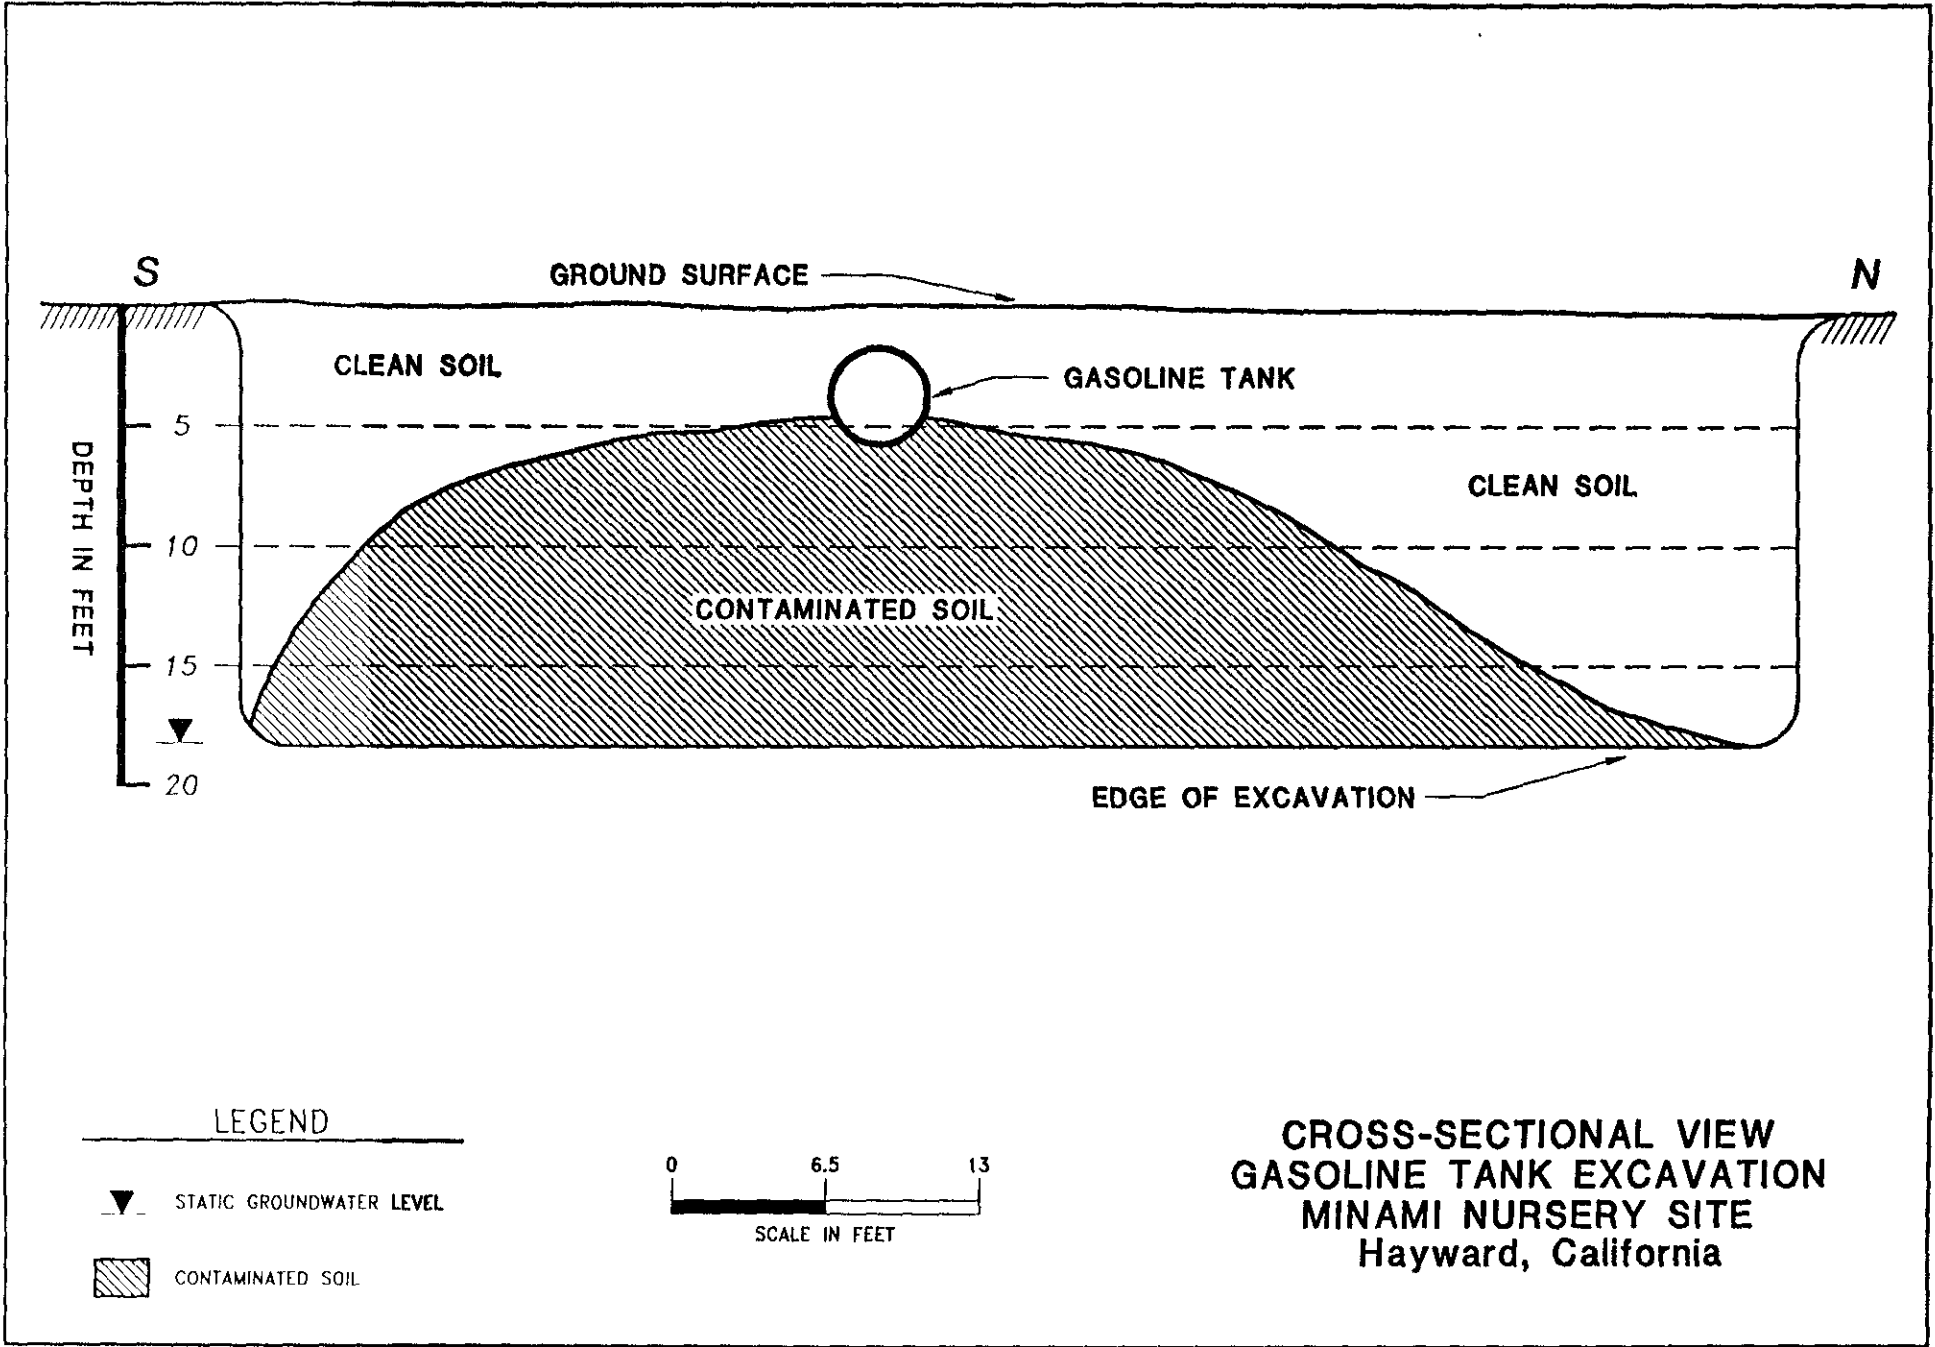 S
GROUND SURFACE
N
CLEAN SOIL
GASOLINE TANK
5
DEPTH IN FEET
CLEAN SOIL
10
CONTAMINATED SOIL
15
20
EDGE OF EXCAVATION
LEGEND
STATIC GROUNDWATER LEVEL
CONTAMINATED SOIL
0 6.5 13
SCALE IN FEET
CROSS-SECTIONAL VIEW
GASOLINE TANK EXCAVATION
MINAMI NURSERY SITE
Hayward, California